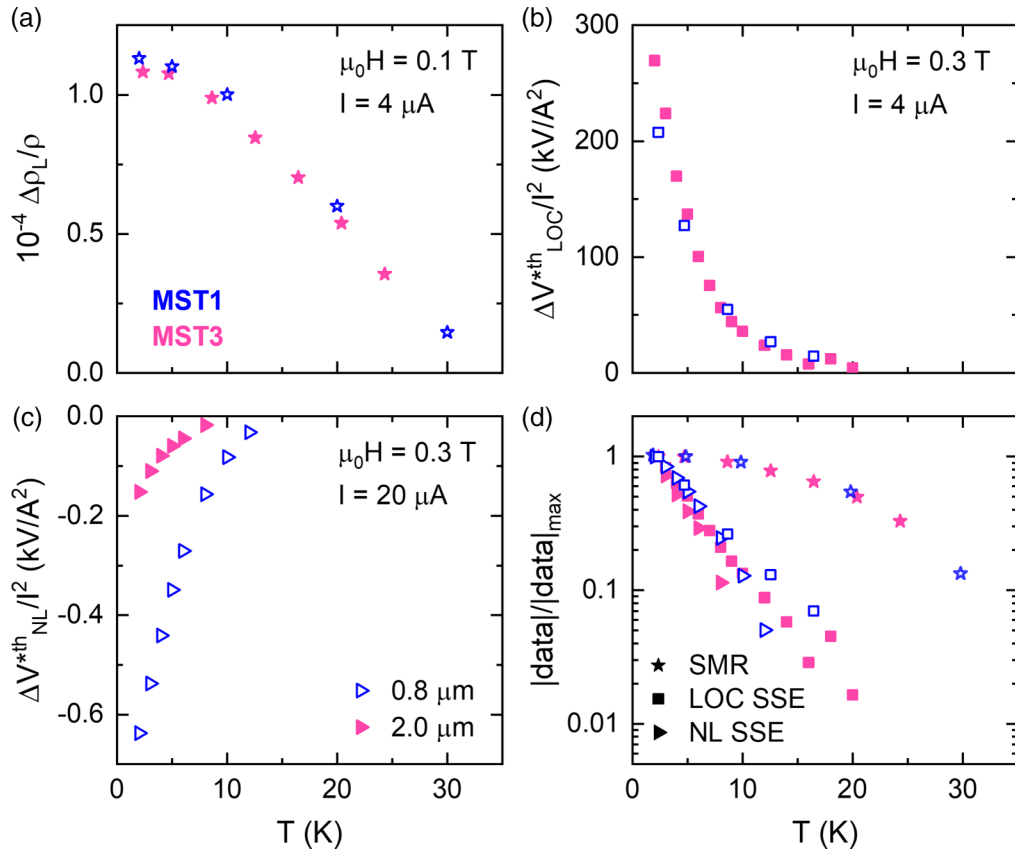 (a)
μ₀H = 0.1 T
I = 4 μA
MST1
MST3
10⁻⁴ Δρ_L/ρ
1.0
0.5
0.0
(b)
μ₀H = 0.3 T
I = 4 μA
ΔV*ᵗʰ_LOC/I² (kV/A²)
300
200
100
0
(c)
μ₀H = 0.3 T
I = 20 μA
0.8 μm
2.0 μm
ΔV*ᵗʰ_NL/I² (kV/A²)
0.0
-0.2
-0.4
-0.6
0 10 20 30
T (K)
(d)
SMR
LOC SSE
NL SSE
|data|/|data|_max
1
0.1
0.01
0 10 20 30
T (K)